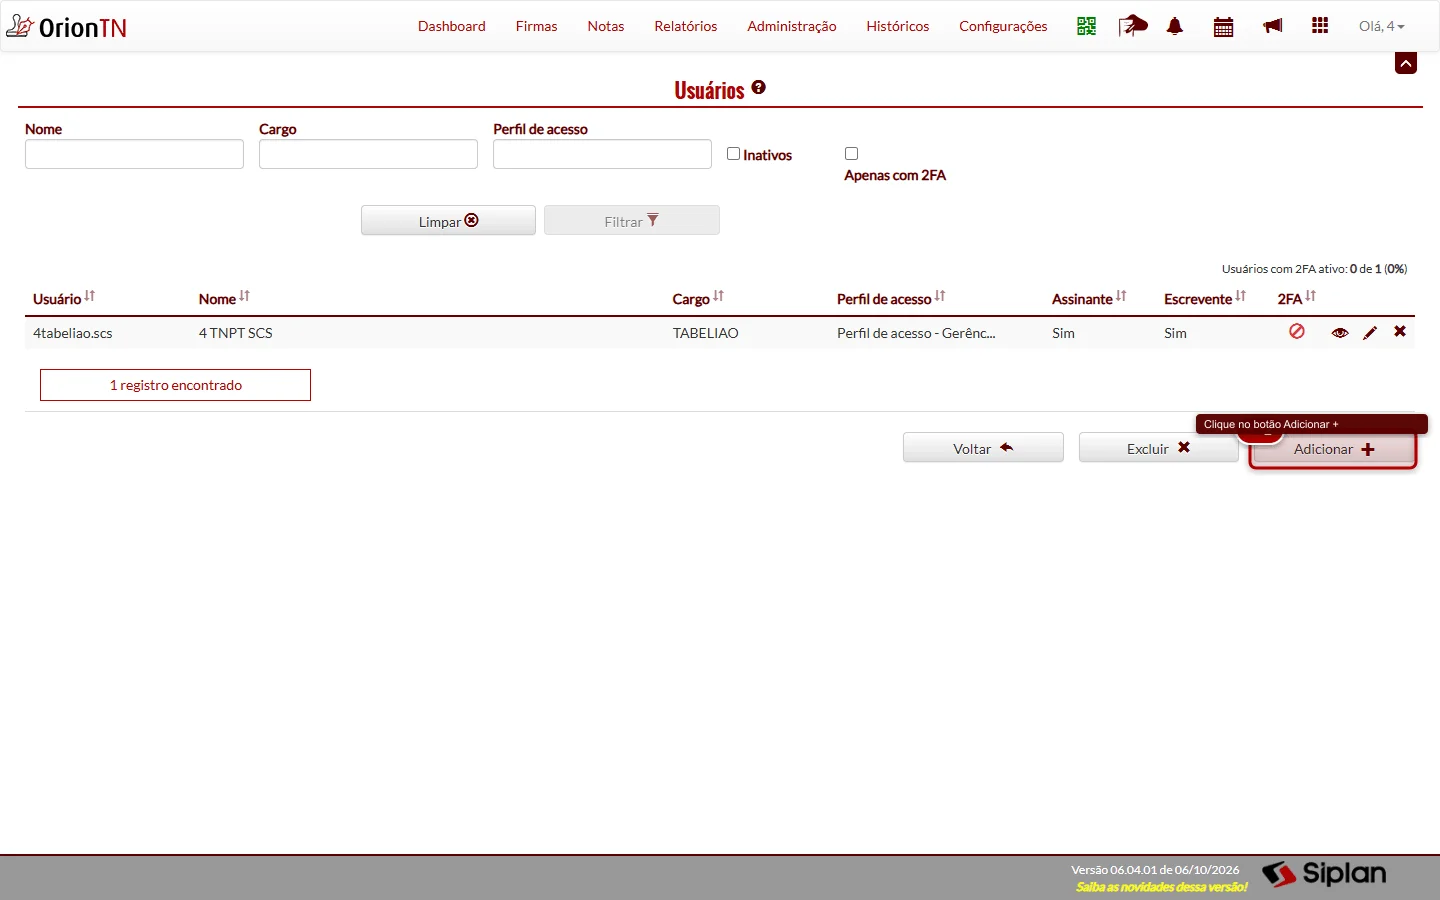 OrionTN
Dashboard Firmas Notas Relatórios Administração Históricos Configurações Olá, 4
Usuários
Nome Cargo Perfil de acesso
Inativos
Apenas com 2FA
Limpar Filtrar
Usuários com 2FA ativo: 0 de 1 (0%)
Usuário Nome Cargo Perfil de acesso Assinante Escrevente 2FA
4tabeliao.scs 4 TNPT SCS TABELIAO Perfil de acesso - Gerênc... Sim Sim
1 registro encontrado
Clique no botão Adicionar +
Voltar Excluir Adicionar
Versão 06.04.01 de 06/10/2026
Saiba as novidades dessa versão!
Siplan